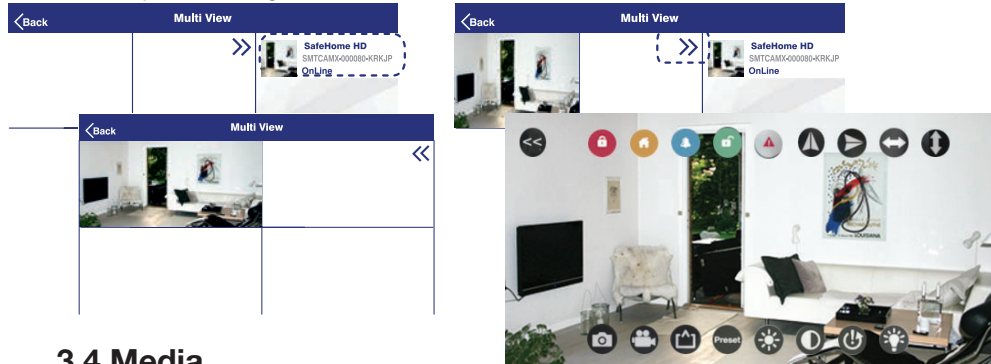 Back
Multi View
SafeHome HD
SMTCAMX-000080-KRKJP
OnLine
Back
Multi View
SafeHome HD
SMTCAMX-000080-KRKJP
OnLine
Back
Multi View
<<
LOUISIANA
Preset
3.4 Media